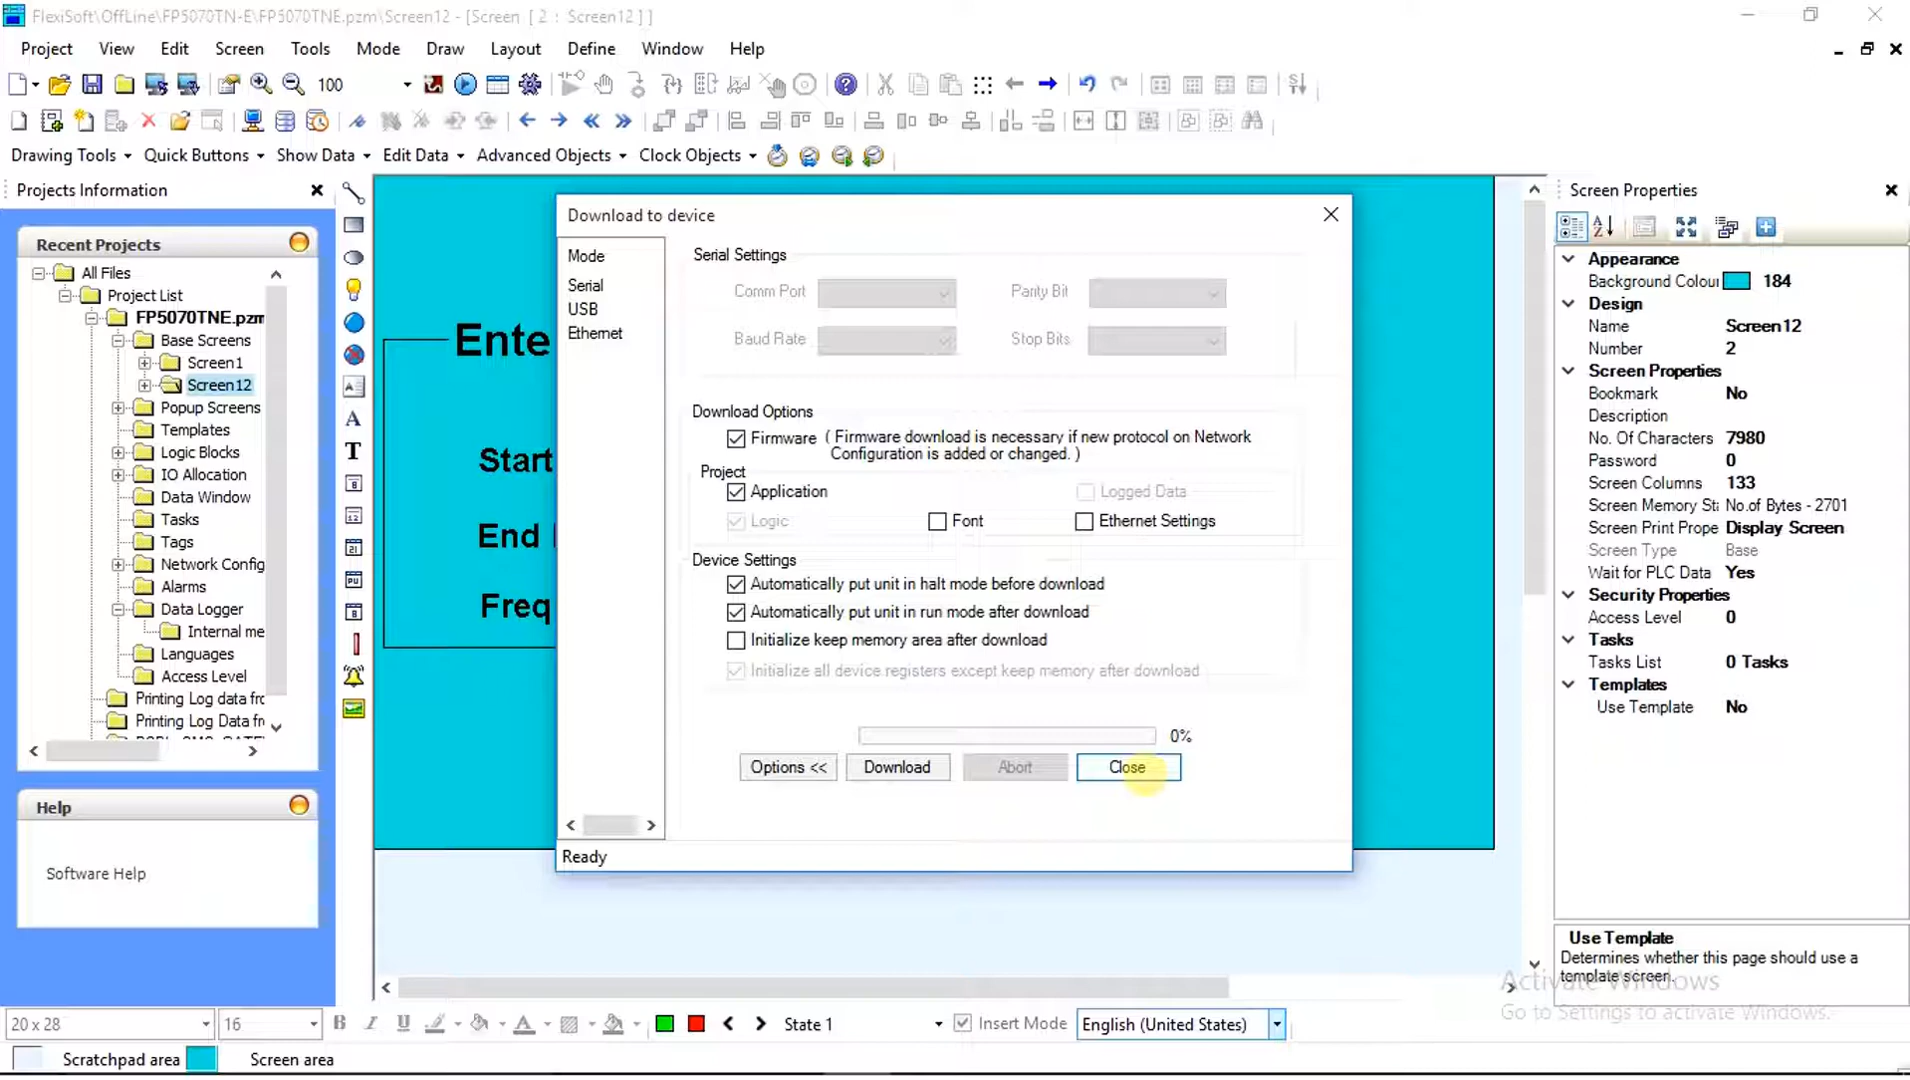 FlexiSoft\OffLine\FP5070TN-E\FP5070TNE.pzm\Screen12 - [Screen [ 2 : Screen12 ] ]
Project View Edit Screen Tools Mode Draw Layout Define Window Help
100
Drawing Tools Quick Buttons Show Data Edit Data Advanced Objects Clock Objects
Projects Information
Recent Projects
All Files
Project List
FP5070TNE.pzm
Base Screens
Screen1
Screen12
Popup Screens
Templates
Logic Blocks
IO Allocation
Data Window
Tasks
Tags
Network Config
Alarms
Data Logger
Internal me
Languages
Access Level
Printing Log data frc
Printing Log Data frc
Help
Software Help
Ente
Start
End
Freq
Download to device
Mode
Serial
USB
Ethernet
Serial Settings
Comm Port Parity Bit
Baud Rate Stop Bits
Download Options
Firmware ( Firmware download is necessary if new protocol on Network
Configuration is added or changed. )
Project
Application Logged Data
Logic Font Ethernet Settings
Device Settings
Automatically put unit in halt mode before download
Automatically put unit in run mode after download
Initialize keep memory area after download
Initialize all device registers except keep memory after download
0%
Options << Download Abort Close
Ready
Screen Properties
Appearance
Background Colour 184
Design
Name Screen12
Number 2
Screen Properties
Bookmark No
Description
No. Of Characters 7980
Password 0
Screen Columns 133
Screen Memory Sta No.of Bytes - 2701
Screen Print Prope Display Screen
Screen Type Base
Wait for PLC Data Yes
Security Properties
Access Level 0
Tasks
Tasks List 0 Tasks
Templates
Use Template No
Use Template
Determines whether this page should use a
template screen.
Activate Windows
Go to Settings to activate Windows.
20 x 28 16 B I U State 1 Insert Mode English (United States)
Scratchpad area Screen area